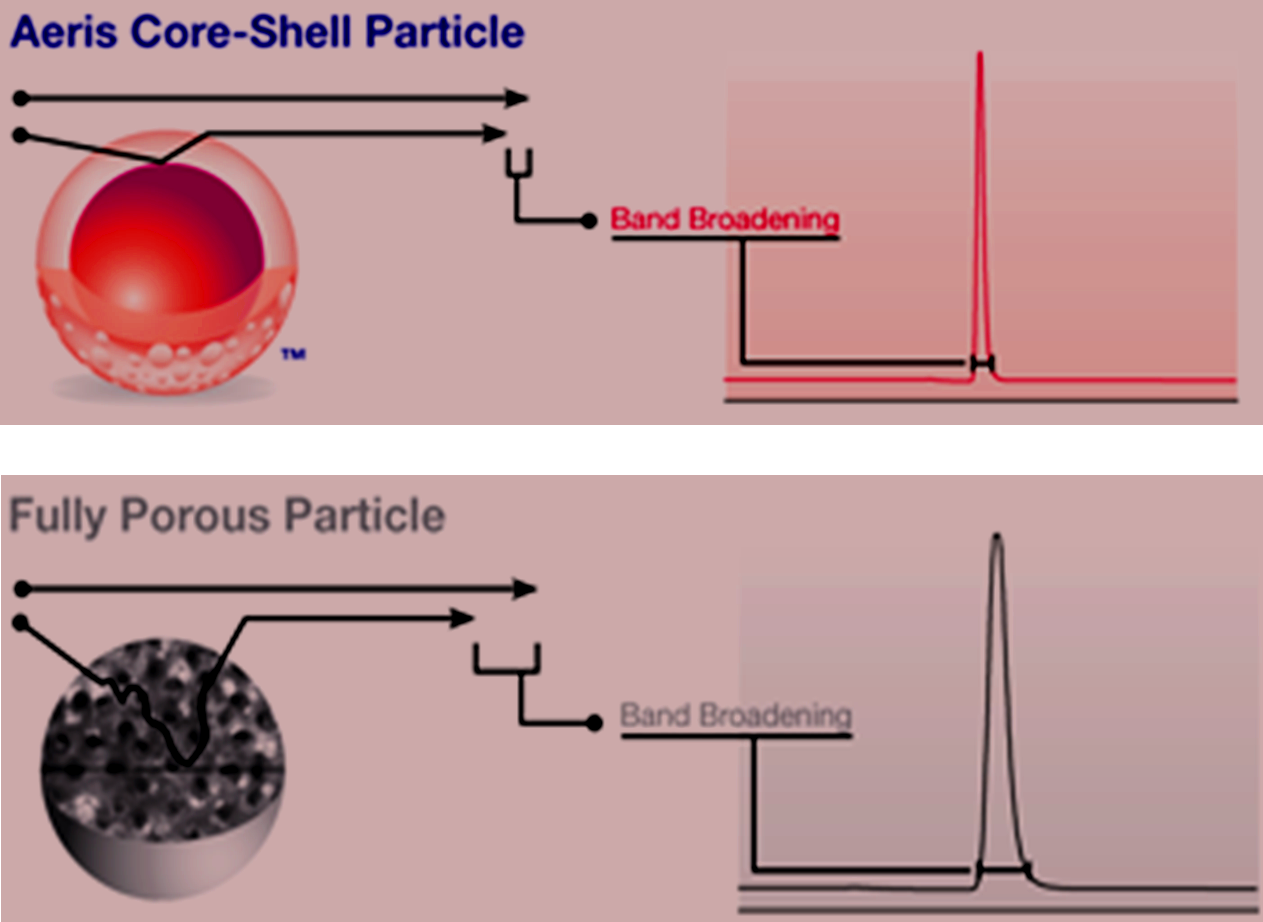 Aeris Core-Shell Particle
Band Broadening
TM
Fully Porous Particle
Band Broadening